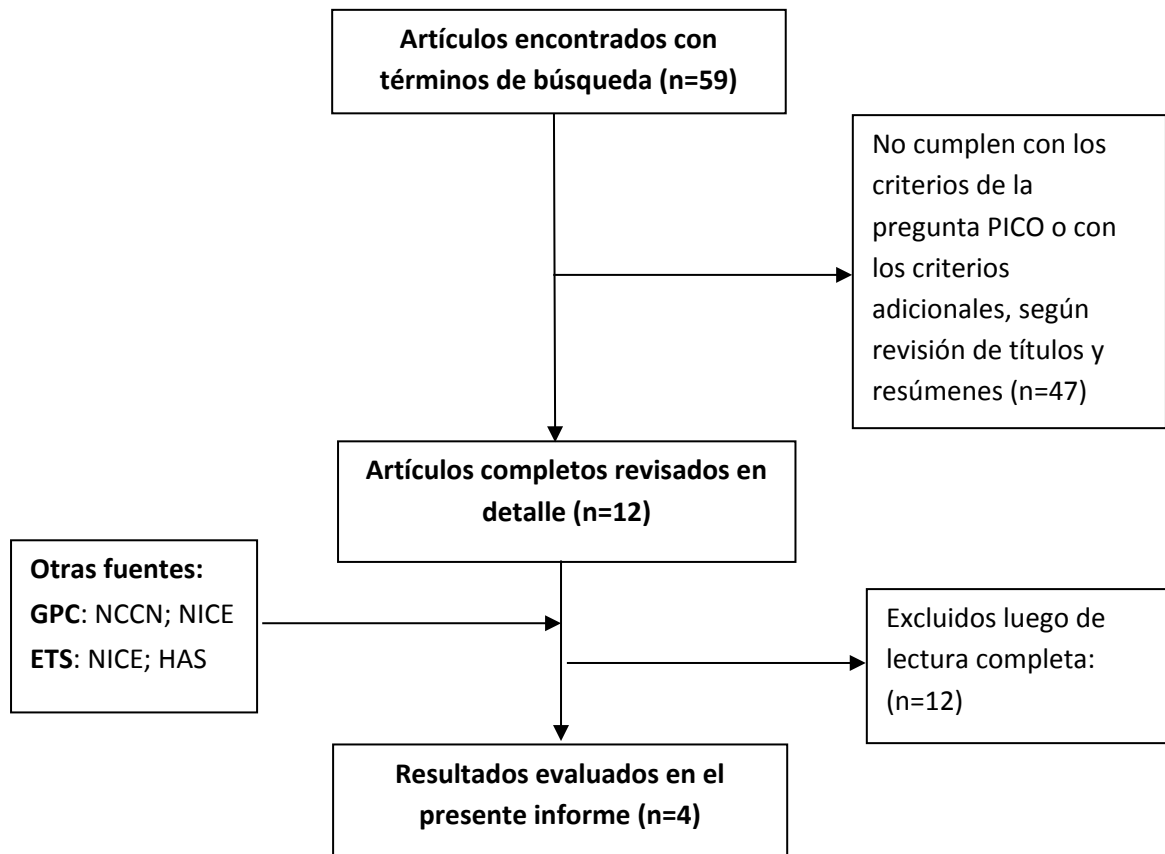 Artículos encontrados con
términos de búsqueda (n=59)
No cumplen con los
criterios de la
pregunta PICO o con
los criterios
adicionales, según
revisión de títulos y
resúmenes (n=47)
Artículos completos revisados en
detalle (n=12)
Otras fuentes:
GPC: NCCN; NICE
ETS: NICE; HAS
Excluidos luego de
lectura completa:
(n=12)
Resultados evaluados en el
presente informe (n=4)